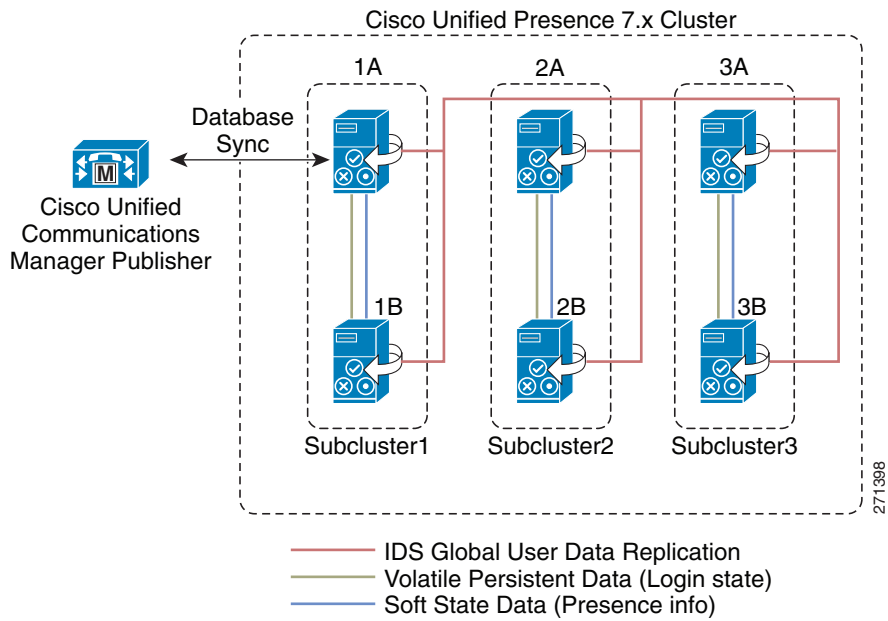 Cisco Unified Presence 7.x Cluster
1A
2A
3A
Database
Sync
M
Cisco Unified
Communications
Manager Publisher
1B
2B
3B
Subcluster1
Subcluster2
Subcluster3
271398
IDS Global User Data Replication
Volatile Persistent Data (Login state)
Soft State Data (Presence info)